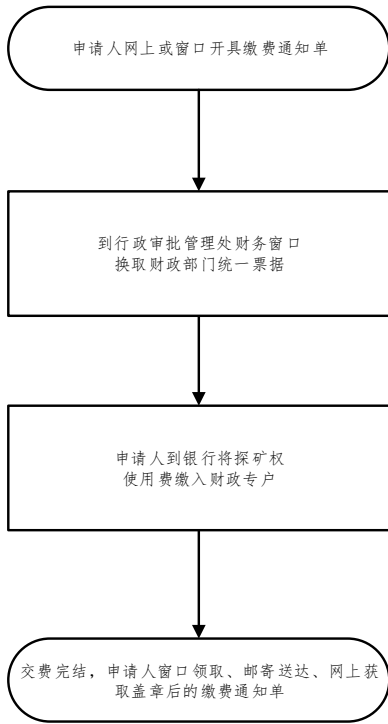 申请人网上或窗口开具缴费通知单
到行政审批管理处财务窗口
换取财政部门统一票据
申请人到银行将探矿权
使用费缴入财政专户
交费完结，申请人窗口领取、邮寄送达、网上获
取盖章后的缴费通知单